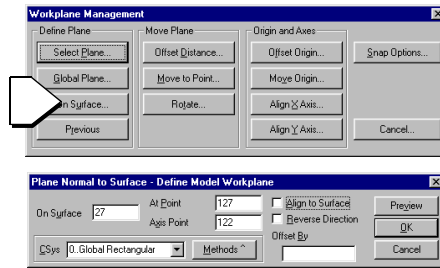 Workplane Management
Define Plane Move Plane Origin and Axes
Select Plane... Offset Distance... Offset Origin... Snap Options...
Global Plane... Move to Point... Move Origin...
On Surface... Rotate... Align X Axis...
Previous Align Y Axis... Cancel...
Plane Normal to Surface - Define Model Workplane
On Surface 27 At Point 127 Align to Surface Preview
Axis Point 122 Reverse Direction OK
Offset By
CSys 0..Global Rectangular Methods ^ Cancel